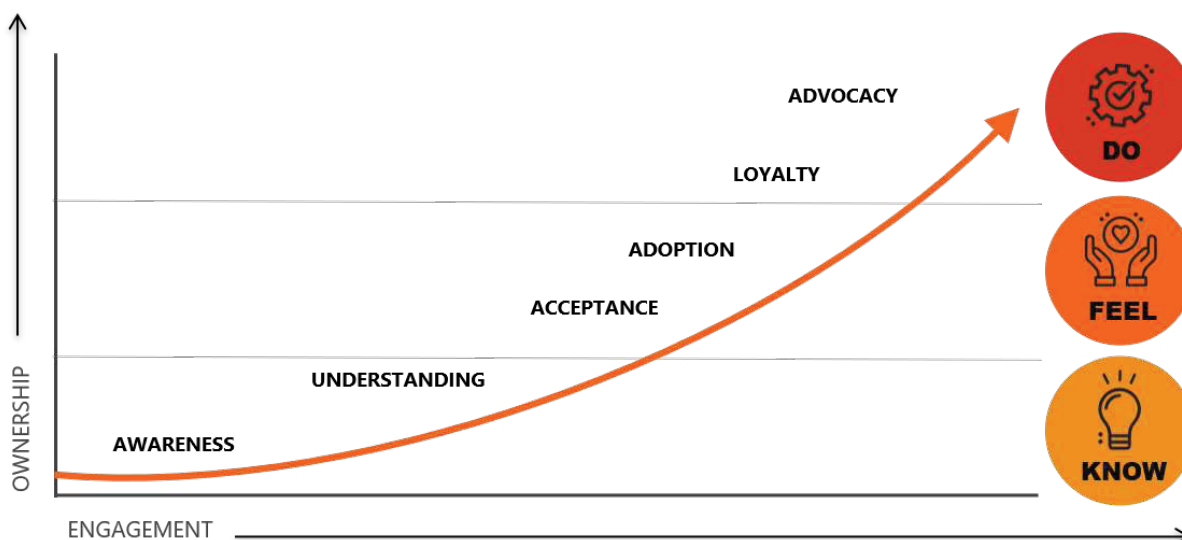 ADVOCACY
DO
LOYALTY
ADOPTION
FEEL
ACCEPTANCE
UNDERSTANDING
OWNERSHIP
AWARENESS
KNOW
ENGAGEMENT